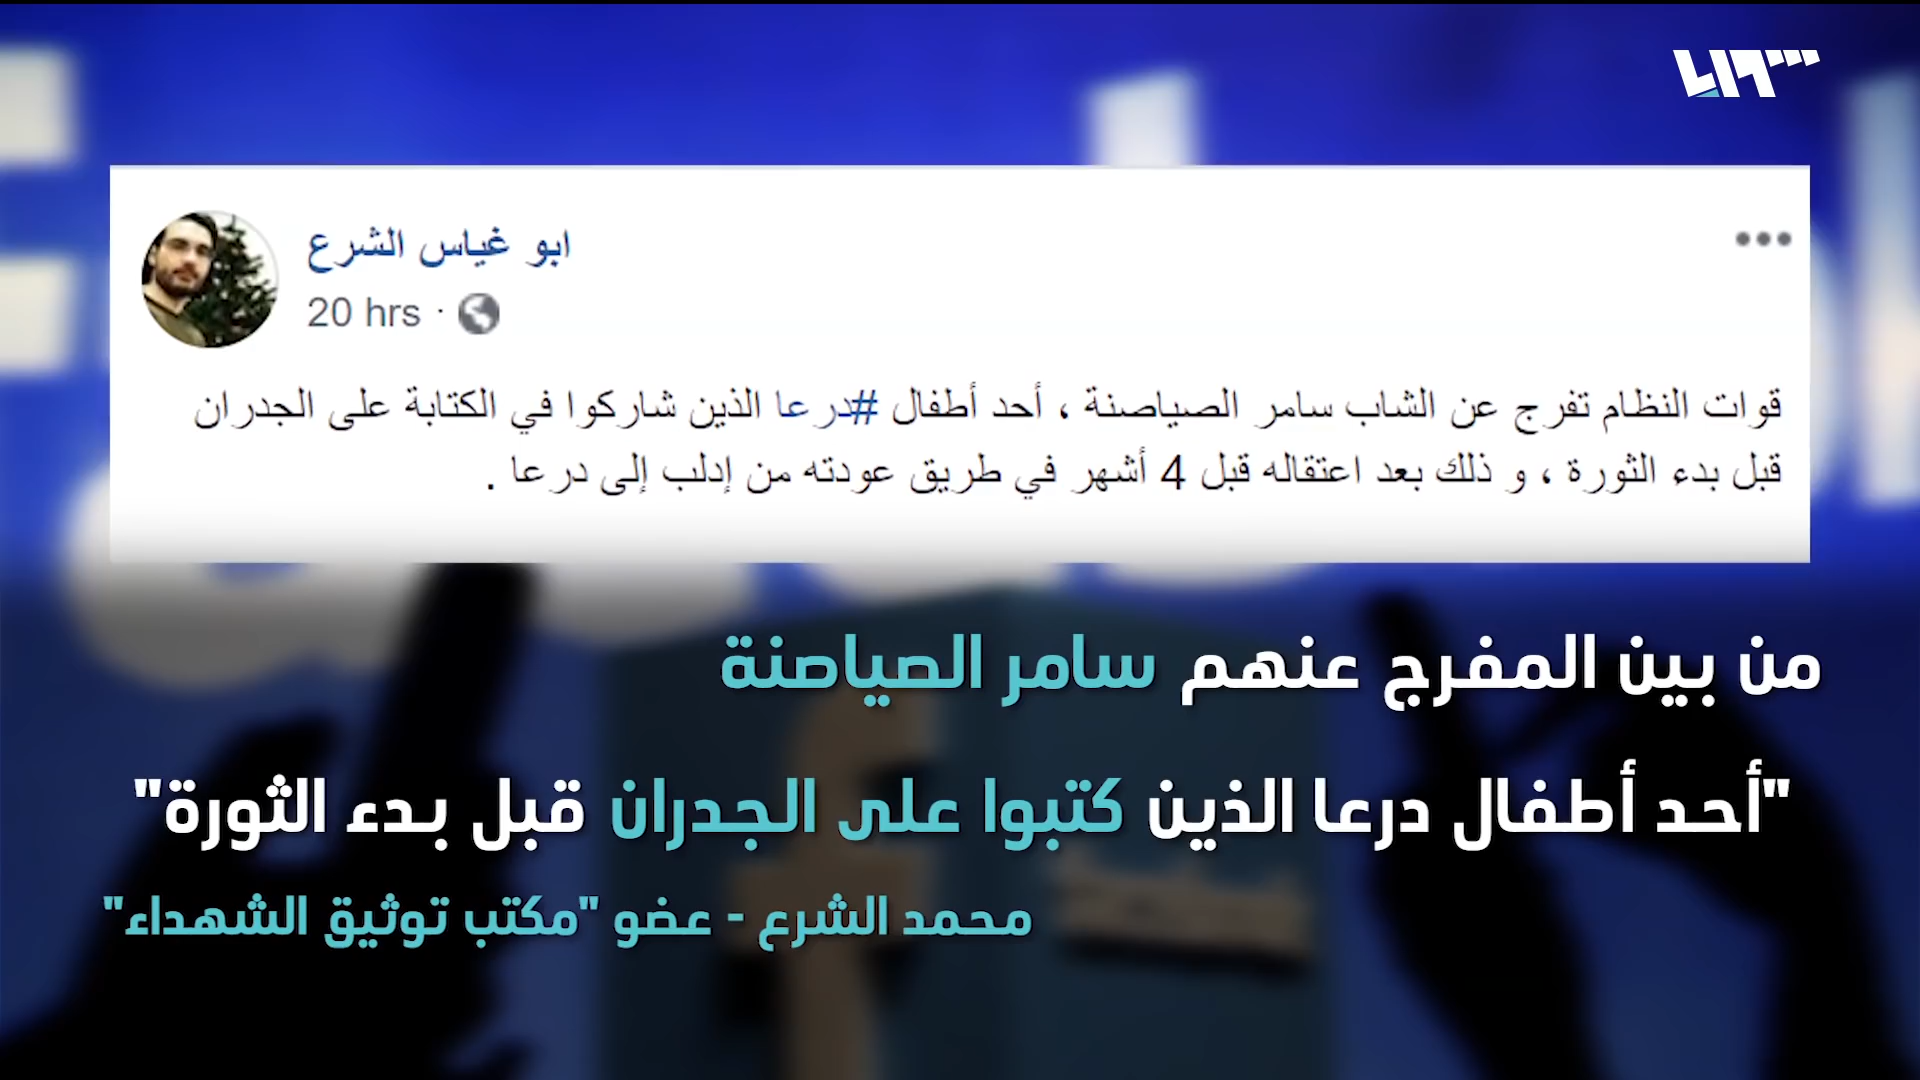 سوريا
ابو غياس الشرع
20 hrs ·
قوات النظام تفرج عن الشاب سامر الصياصنة ، أحد أطفال #درعا الذين شاركوا في الكتابة على الجدران
قبل بدء الثورة ، و ذلك بعد اعتقاله قبل 4 أشهر في طريق عودته من إدلب إلى درعا .
من بين المفرج عنهم سامر الصياصنة
"أحد أطفال درعا الذين كتبوا على الجدران قبل بدء الثورة"
محمد الشرع - عضو "مكتب توثيق الشهداء"